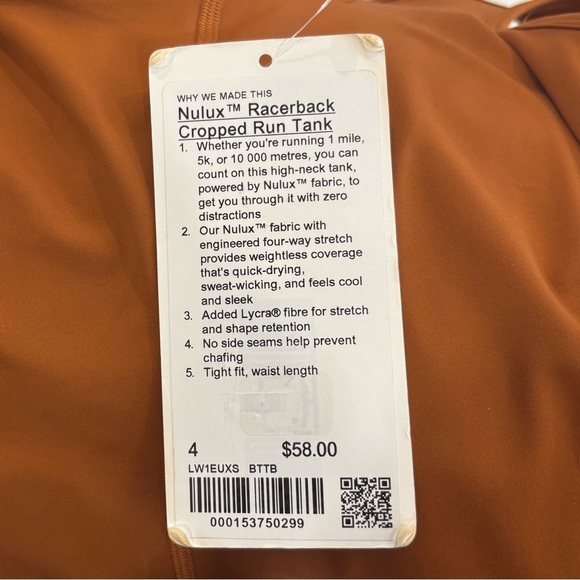 WHY WE MADE THIS
Nulux™ Racerback
Cropped Run Tank
1. Whether you're running 1 mile,
5k, or 10 000 metres, you can
count on this high-neck tank,
powered by Nulux™ fabric, to
get you through it with zero
distractions
2. Our Nulux™ fabric with
engineered four-way stretch
provides weightless coverage
that's quick-drying,
sweat-wicking, and feels cool
and sleek
3. Added Lycra® fibre for stretch
and shape retention
4. No side seams help prevent
chafing
5. Tight fit, waist length
4 $58.00
LW1EUXS BTTB
000153750299